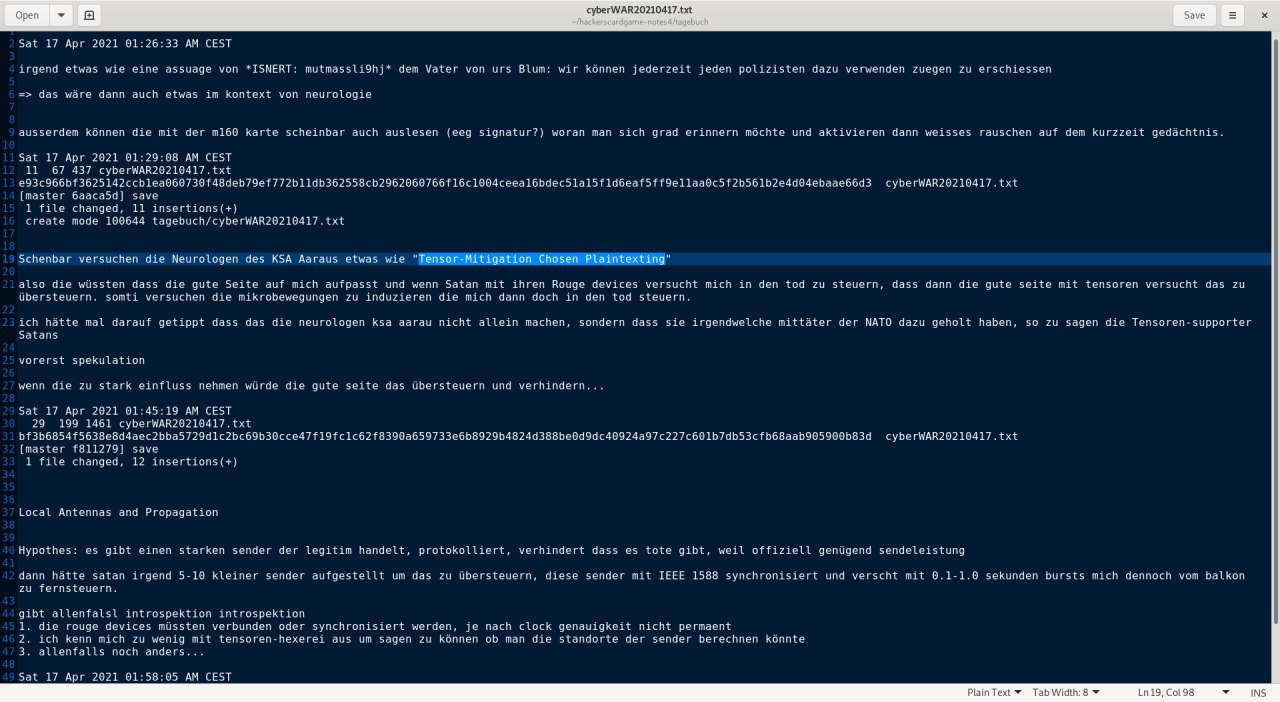 Open
cyberWAR20210417.txt
~/hackerscardgame-notes4/tagebuch
Save
1
2 Sat 17 Apr 2021 01:26:33 AM CEST
3
4 irgend etwas wie eine assuage von *ISNERT: mutmassli9hj* dem Vater von urs Blum: wir können jederzeit jeden polizisten dazu verwenden zuegen zu erschiessen
5
6 => das wäre dann auch etwas im kontext von neurologie
7
8
9 ausserdem können die mit der m160 karte scheinbar auch auslesen (eeg signatur?) woran man sich grad erinnern möchte und aktivieren dann weisses rauschen auf dem kurzzeit gedächtnis.
10
11 Sat 17 Apr 2021 01:29:08 AM CEST
12  11  67 437 cyberWAR20210417.txt
13 e93c966bf3625142ccb1ea060730f48deb79ef772b11db362558cb2962060766f16c1004ceea16bdec51a15f1d6eaf5ff9e11aa0c5f2b561b2e4d04ebaae66d3  cyberWAR20210417.txt
14 [master 6aaca5d] save
15  1 file changed, 11 insertions(+)
16  create mode 100644 tagebuch/cyberWAR20210417.txt
17
18
19 Schenbar versuchen die Neurologen des KSA Aaraus etwas wie "Tensor-Mitigation Chosen Plaintexting"
20
21 also die wüssten dass die gute Seite auf mich aufpasst und wenn Satan mit ihren Rouge devices versucht mich in den tod zu steuern, dass dann die gute seite mit tensoren versucht das zu
übersteuern. somti versuchen die mikrobewegungen zu induzieren die mich dann doch in den tod steuern.
22
23 ich hätte mal darauf getippt dass das die neurologen ksa aarau nicht allein machen, sondern dass sie irgendwelche mittäter der NATO dazu geholt haben, so zu sagen die Tensoren-supporter
Satans
24
25 vorerst spekulation
26
27 wenn die zu stark einfluss nehmen würde die gute seite das übersteuern und verhindern...
28
29 Sat 17 Apr 2021 01:45:19 AM CEST
30   29  199 1461 cyberWAR20210417.txt
31 bf3b6854f5638e8d4aec2bba5729d1c2bc69b30cce47f19fc1c62f8390a659733e6b8929b4824d388be0d9dc40924a97c227c601b7db53cfb68aab905900b83d  cyberWAR20210417.txt
32 [master f811279] save
33  1 file changed, 12 insertions(+)
34
35
36
37 Local Antennas and Propagation
38
39
40 Hypothes: es gibt einen starken sender der legitim handelt, protokolliert, verhindert dass es tote gibt, weil offiziell genügend sendeleistung
41
42 dann hätte satan irgend 5-10 kleiner sender aufgestellt um das zu übersteuern, diese sender mit IEEE 1588 synchronisiert und verscht mit 0.1-1.0 sekunden bursts mich dennoch vom balkon
zu fernsteuern.
43
44 gibt allenfalsl introspektion introspektion
45 1. die rouge devices müssten verbunden oder synchronisiert werden, je nach clock genauigkeit nicht permaent
46 2. ich kenn mich zu wenig mit tensoren-hexerei aus um sagen zu können ob man die standorte der sender berechnen könnte
47 3. allenfalls noch anders...
48
49 Sat 17 Apr 2021 01:58:05 AM CEST
Plain Text
Tab Width: 8
Ln 19, Col 98
INS